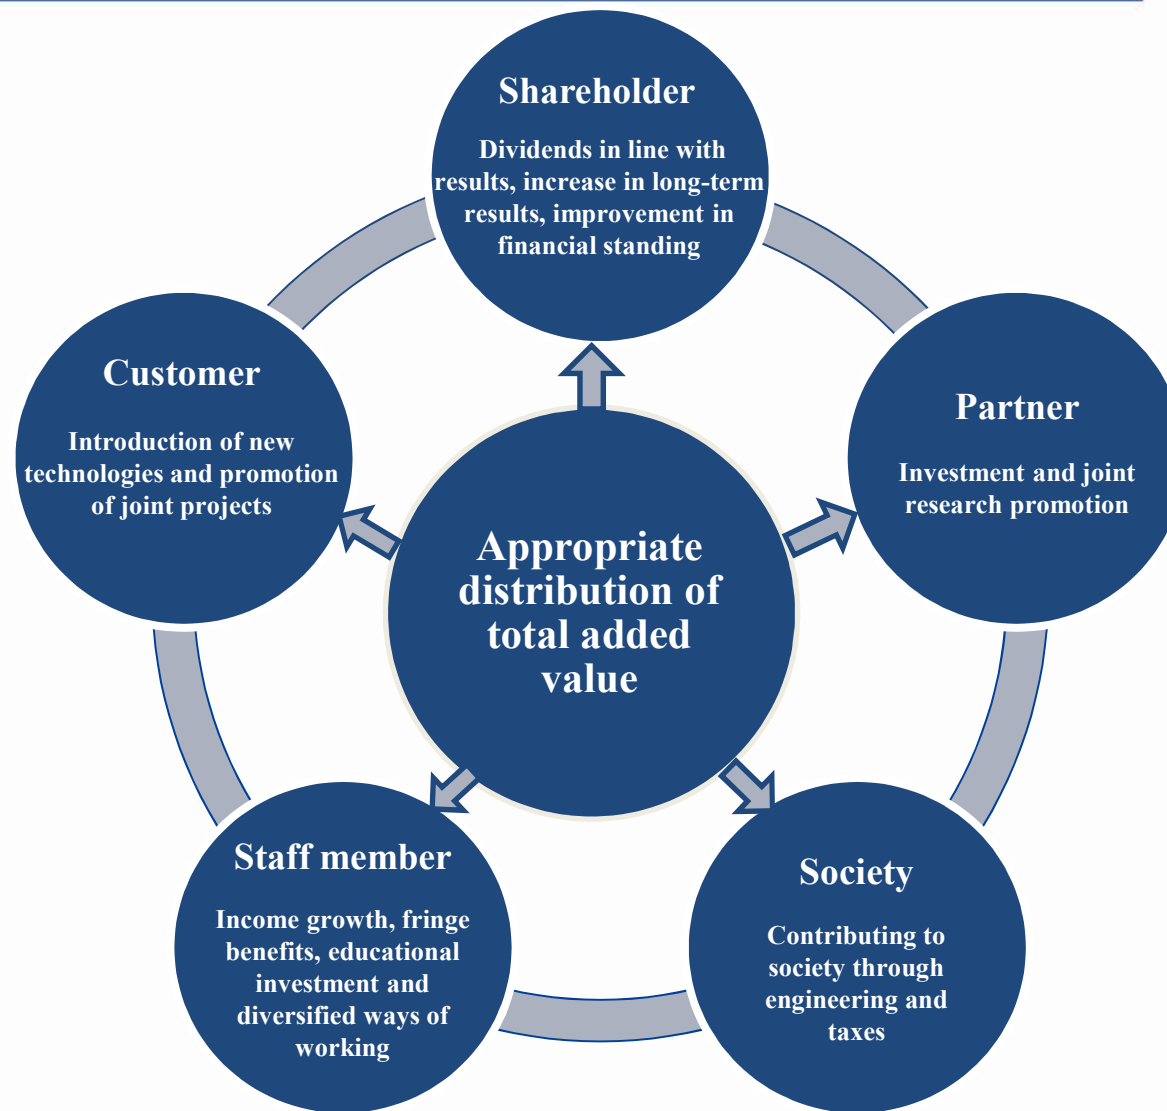 Shareholder
Dividends in line with
results, increase in long-term
results, improvement in
financial standing
Customer
Introduction of new
technologies and promotion
of joint projects
Partner
Investment and joint
research promotion
Appropriate
distribution of
total added
value
Staff member
Income growth, fringe
benefits, educational
investment and
diversified ways of
working
Society
Contributing to
society through
engineering and
taxes